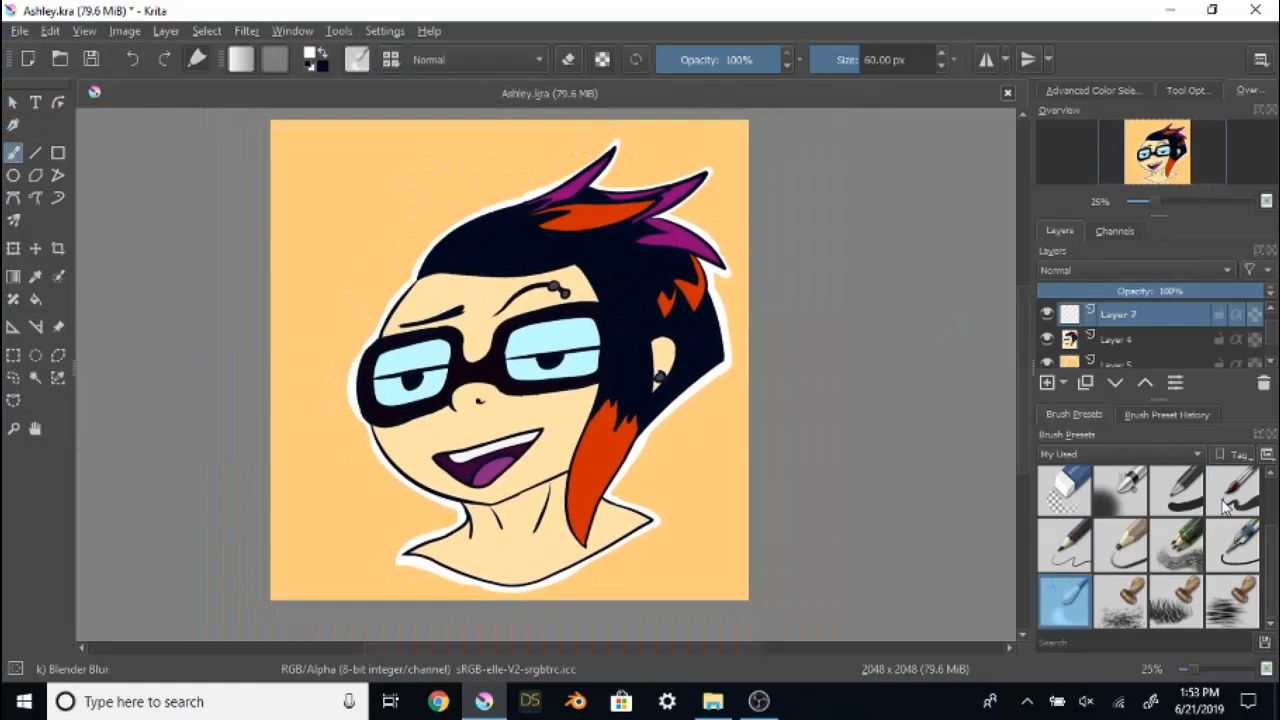 Ashley.kra (79.6 MiB) * - Krita
File Edit View Image Layer Select Filter Window Tools Settings Help
Normal Opacity: 100% Size: 60.00 px
Ashley.kra (79.6 MiB)
Advanced Color Sele... Tool Opt... Over...
Overview
25%
Layers Channels
Layers
Normal
Opacity: 100%
Layer 7
Layer 4
Layer 5
Brush Presets Brush Preset History
Brush Presets
My Used Tag
Search
k) Blender Blur RGB/Alpha (8-bit integer/channel) sRGB-elle-V2-srgbtrc.icc 2048 x 2048 (79.6 MiB) 25%
Type here to search DS 1:53 PM
6/21/2019